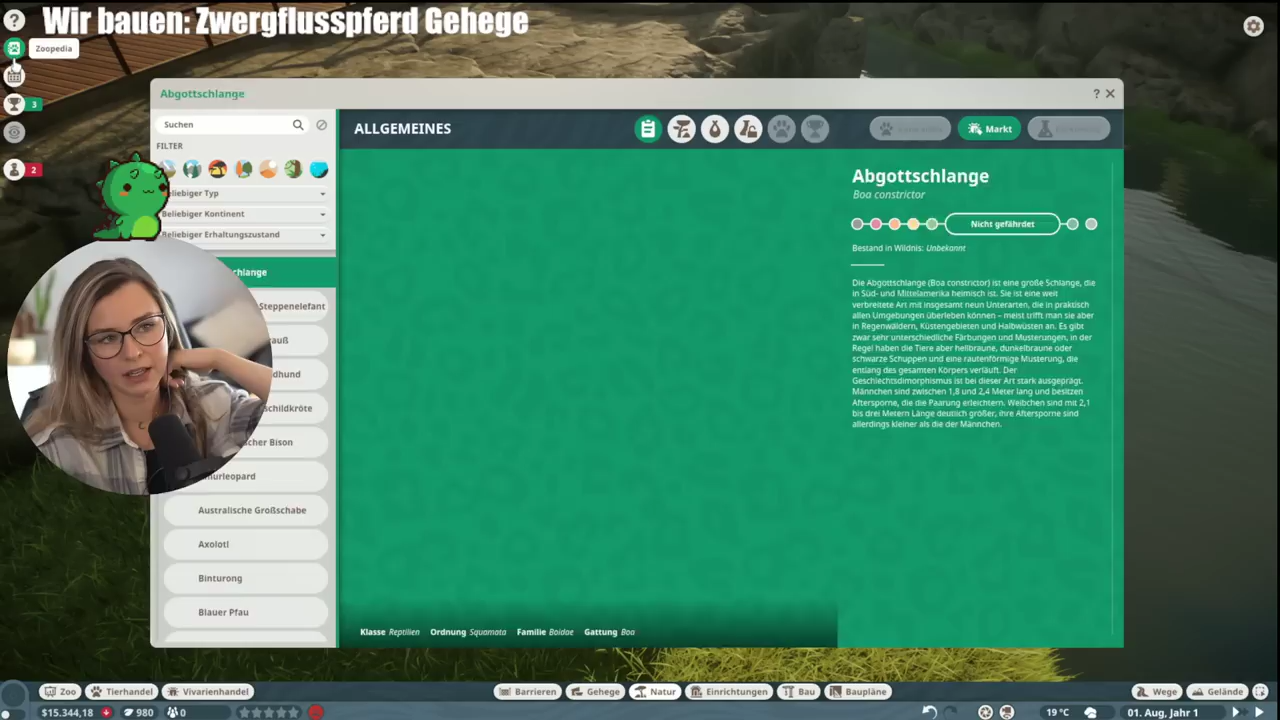 Wir bauen: Zwergflusspferd Gehege
?
Zoopedia
3
2
Abgottschlange
?
Suchen
FILTER
Beliebiger Typ
Beliebiger Kontinent
Beliebiger Erhaltungszustand
chlange
Steppenelefant
auß
dhund
schildkröte
cher Bison
murleopard
Australische Großschabe
Axolotl
Binturong
Blauer Pfau
ALLGEMEINES
Markt
Abgottschlange
Boa constrictor
Nicht gefährdet
Bestand in Wildnis: Unbekannt
Die Abgottschlange (Boa constrictor) ist eine große Schlange, die
in Süd- und Mittelamerika heimisch ist. Sie ist eine weit
verbreitete Art mit insgesamt neun Unterarten, die in praktisch
allen Umgebungen überleben können – meist trifft man sie aber
in Regenwäldern, Küstengebieten und Halbwüsten an. Es gibt
zwar sehr unterschiedliche Färbungen und Musterungen, in der
Regel haben die Tiere aber hellbraune, dunkelbraune oder
schwarze Schuppen und eine rautenförmige Musterung, die
entlang des gesamten Körpers verläuft. Der
Geschlechtsdimorphismus ist bei dieser Art stark ausgeprägt.
Männchen sind zwischen 1,8 und 2,4 Meter lang und besitzen
Aftersporne, die die Paarung erleichtern. Weibchen sind mit 2,1
bis drei Metern Länge deutlich größer, ihre Aftersporne sind
allerdings kleiner als die der Männchen.
Klasse Reptilien Ordnung Squamata Familie Boidae Gattung Boa
Zoo Tierhandel Vivarienhandel Barrieren Gehege Natur Einrichtungen Bau Baupläne Wege Gelände
$15.344,18 980 0 19 °C 01. Aug, Jahr 1